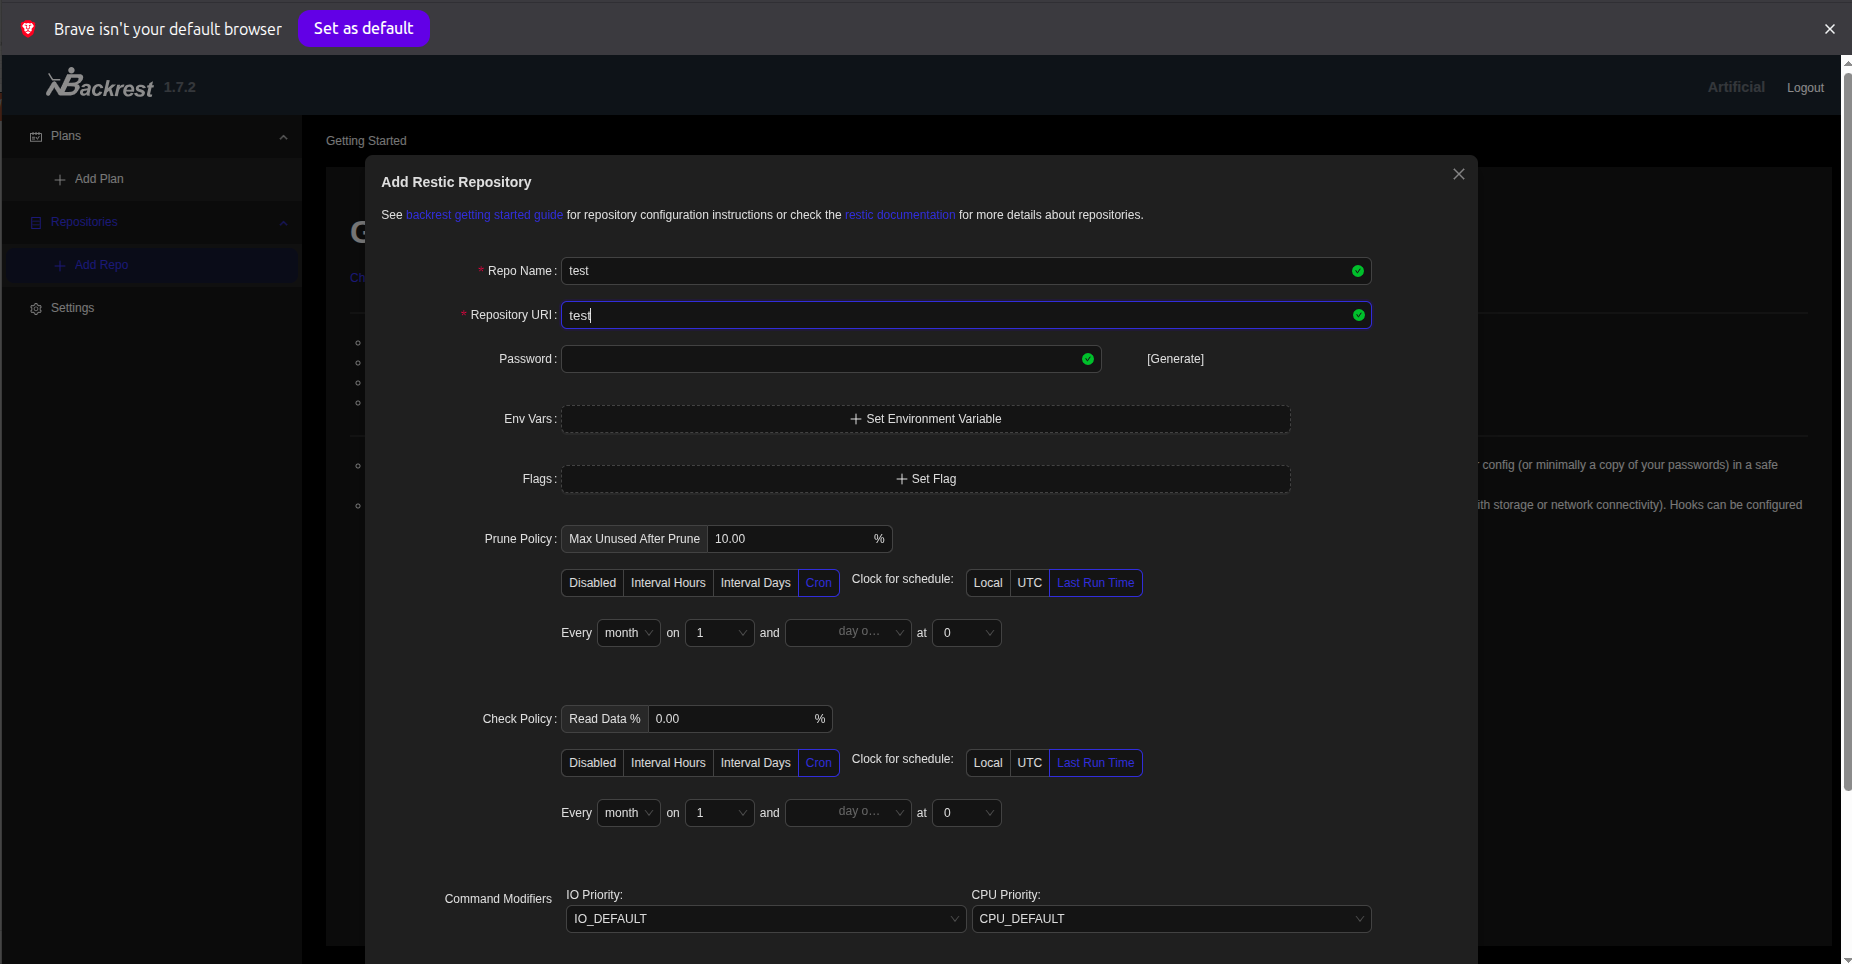 Brave isn't your default browser Set as default
Backrest 1.7.2 Artificial Logout
Plans
Add Plan
Repositories
Add Repo
Settings
Getting Started
G
Ch
Add Restic Repository
See backrest getting started guide for repository configuration instructions or check the restic documentation for more details about repositories.
* Repo Name : test
* Repository URI : test
Password : [Generate]
Env Vars : + Set Environment Variable
Flags : + Set Flag
Prune Policy : Max Unused After Prune 10.00 %
Disabled Interval Hours Interval Days Cron Clock for schedule: Local UTC Last Run Time
Every month on 1 and day o... at 0
Check Policy : Read Data % 0.00 %
Disabled Interval Hours Interval Days Cron Clock for schedule: Local UTC Last Run Time
Every month on 1 and day o... at 0
Command Modifiers IO Priority: CPU Priority:
IO_DEFAULT CPU_DEFAULT
config (or minimally a copy of your passwords) in a safe
ith storage or network connectivity). Hooks can be configured